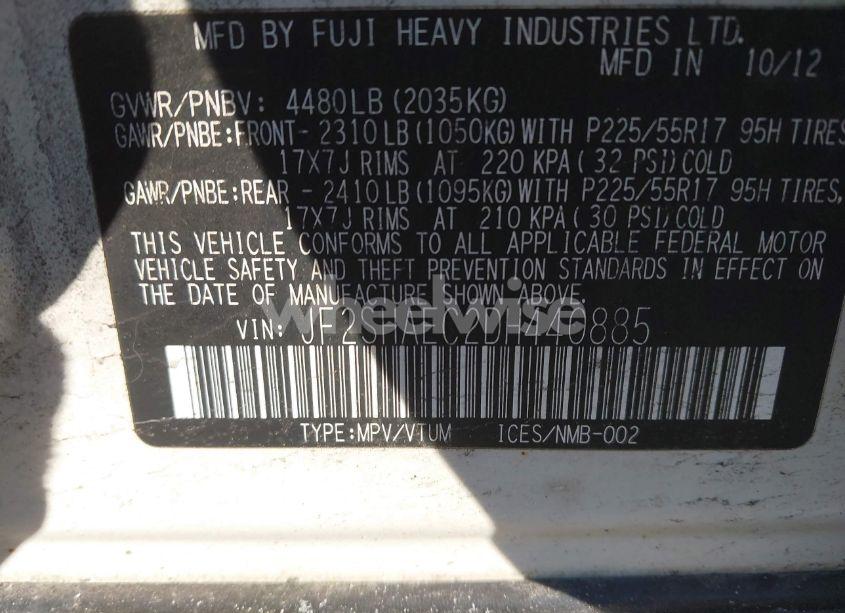 MFD BY FUJI HEAVY INDUSTRIES LTD.
MFD IN 10/12
GVWR/PNBV: 4480LB(2035KG)
GAWR/PNBE:FRONT-2310LB(1050KG)WITH P225/55R17 95H TIRES
17X7J RIMS AT 220 KPA(32 PSI)COLD
GAWR/PNBE:REAR -2410LB(1095KG)WITH P225/55R17 95H TIRES,
17X7J RIMS AT 210 KPA(30 PSI)COLD
THIS VEHICLE CONFORMS TO ALL APPLICABLE FEDERAL MOTOR
VEHICLE SAFETY AND THEFT PREVENTION STANDARDS IN EFFECT ON
THE DATE OF MANUFACTURE SHOWN ABOVE.
wheelwise
VIN:
TYPE:MPV/VTUM ICES/NMB-002